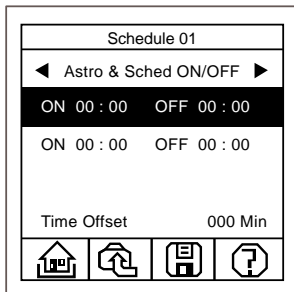 Schedule 01
◀ Astro & Sched ON/OFF ▶
ON 00 : 00 OFF 00 : 00
ON 00 : 00 OFF 00 : 00
Time Offset 000 Min
?